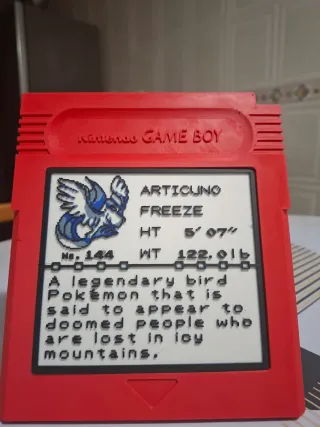 Nintendo GAME BOY
ARTICUNO
FREEZE
HT 5′07″
No.144 WT 122.0lb
A legendary bird
Pokémon that is
said to appear to
doomed people who
are lost in icy
mountains.